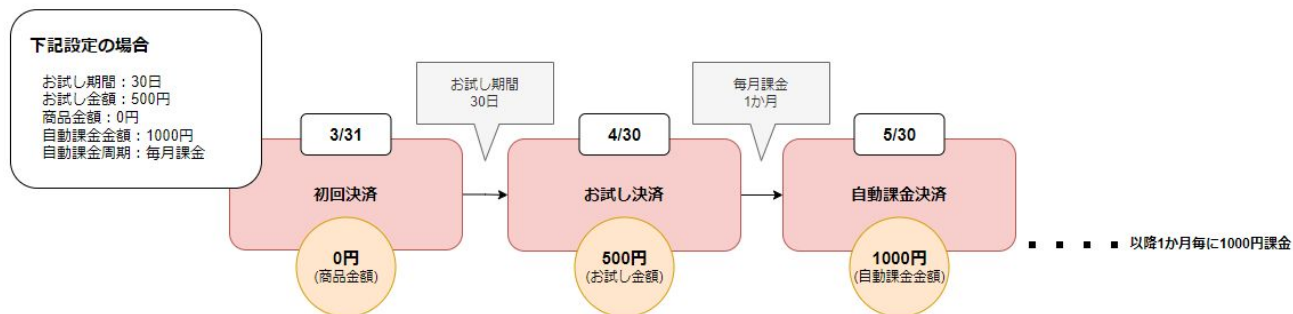 下記設定の場合
お試し期間：30日
お試し金額：500円
商品金額：0円
自動課金金額：1000円
自動課金周期：毎月課金
お試し期間
30日
毎月課金
1か月
3/31
4/30
5/30
初回決済
お試し決済
自動課金決済
0円
(商品金額)
500円
(お試し金額)
1000円
(自動課金金額)
以降1か月毎に1000円課金